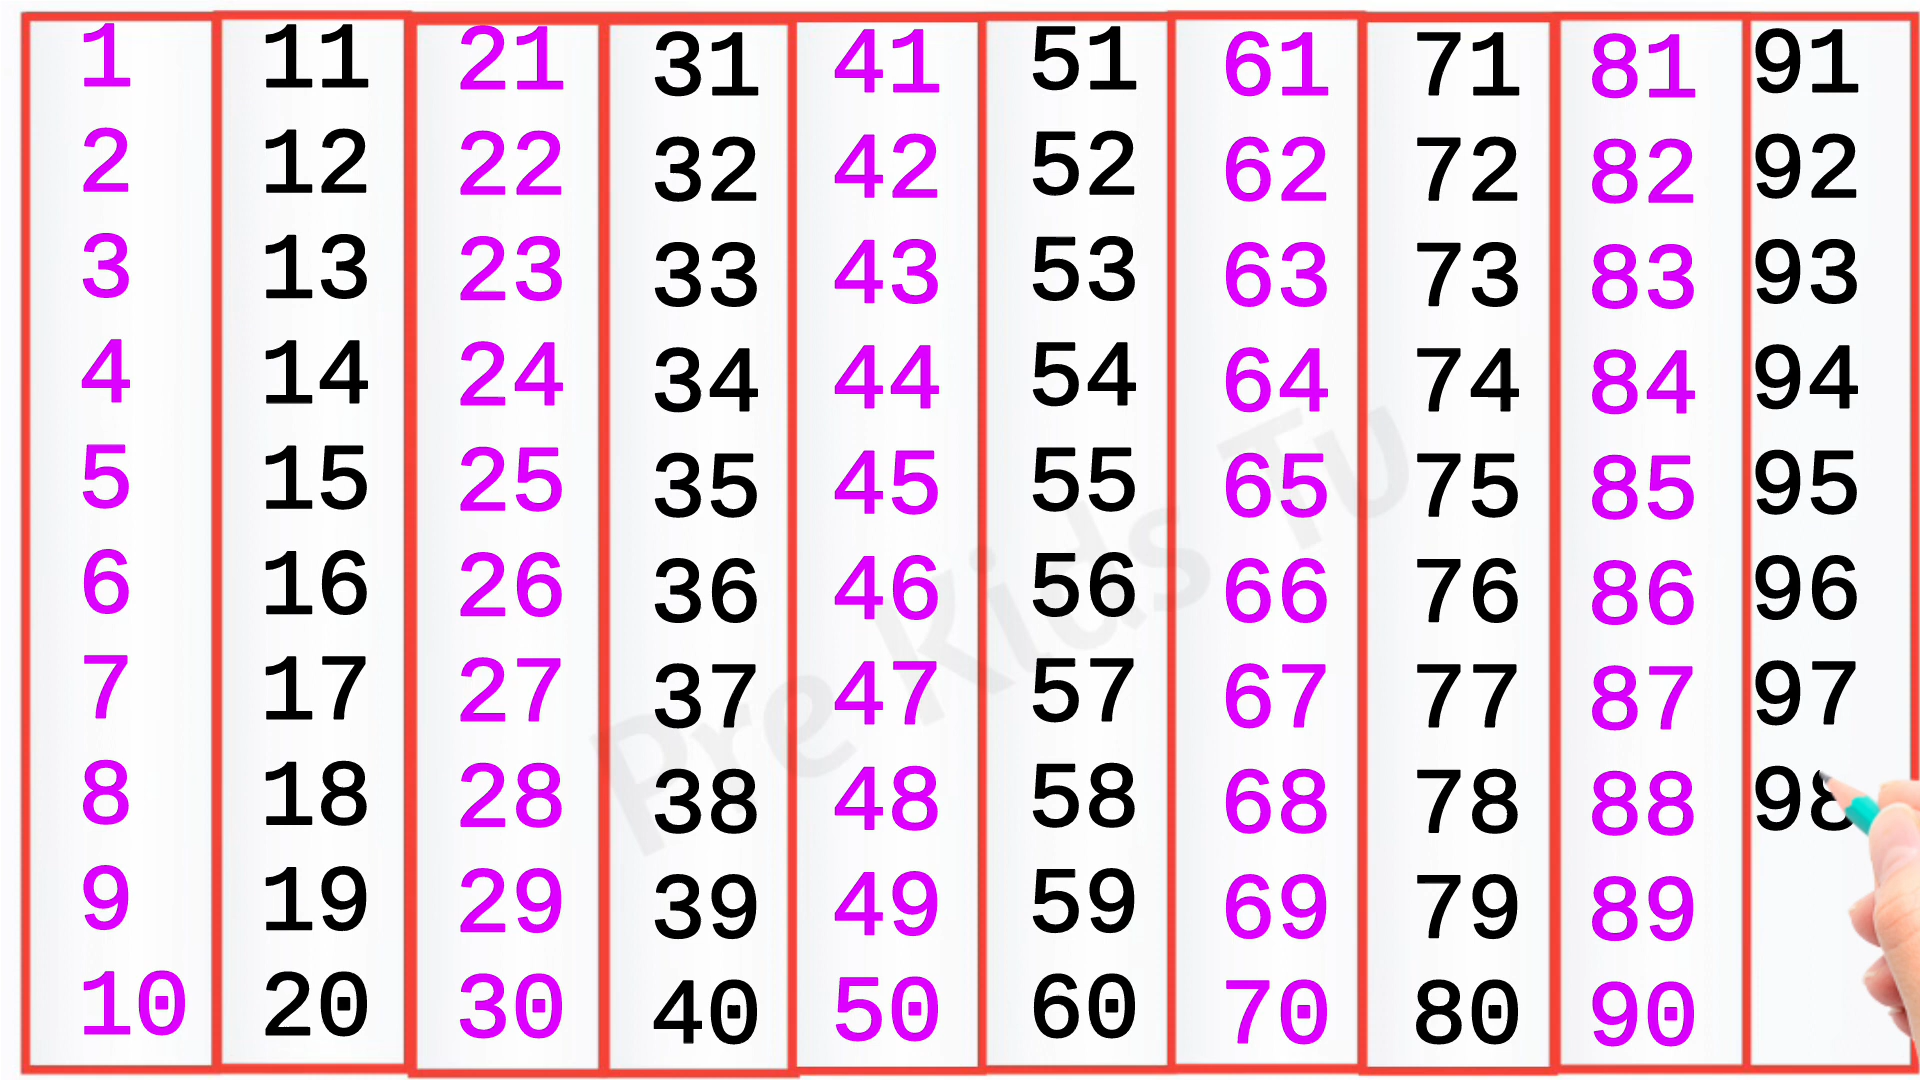 1 11 21 31 41 51 61 71 81 91
2 12 22 32 42 52 62 72 82 92
3 13 23 33 43 53 63 73 83 93
4 14 24 34 44 54 64 74 84 94
5 15 25 35 45 55 65 75 85 95
6 16 26 36 46 56 66 76 86 96
7 17 27 37 47 57 67 77 87 97
8 18 28 38 48 58 68 78 88 98
9 19 29 39 49 59 69 79 89
10 20 30 40 50 60 70 80 90
Pre Kids Tu